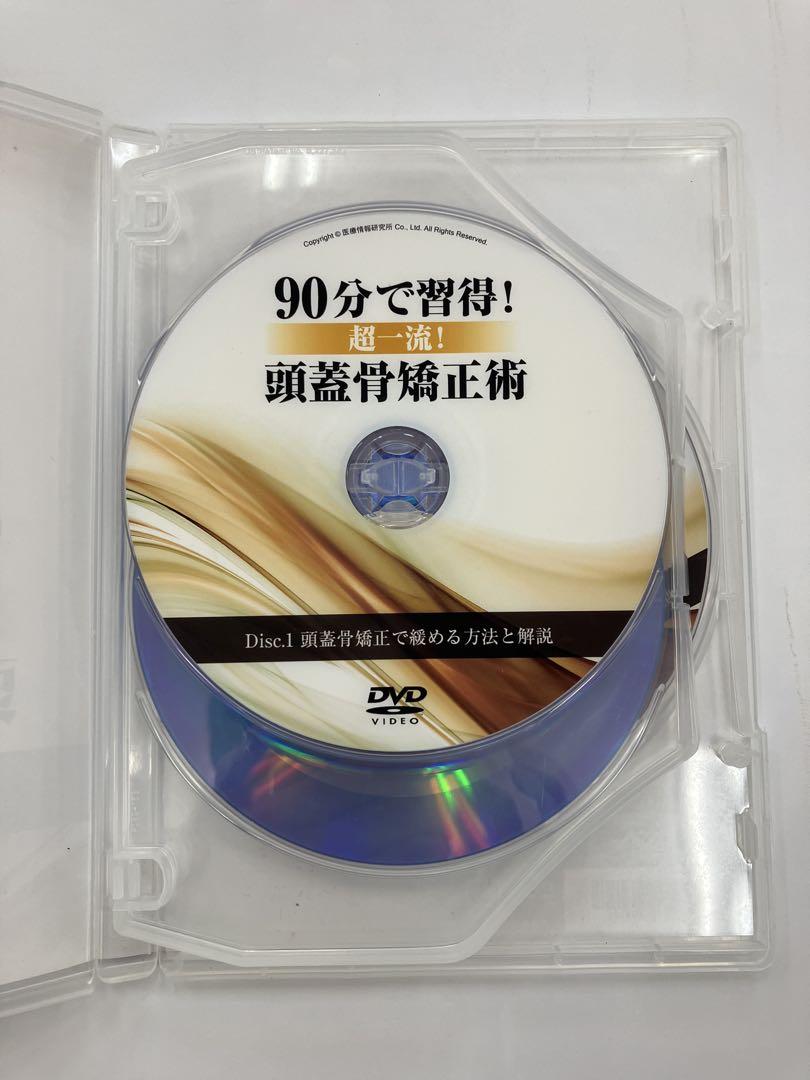 Copyright © 医療情報研究所 Co., Ltd. All Rights Reserved.
90分で習得！
超一流！
頭蓋骨矯正術
Disc.1 頭蓋骨矯正で緩める方法と解説
DVD
VIDEO